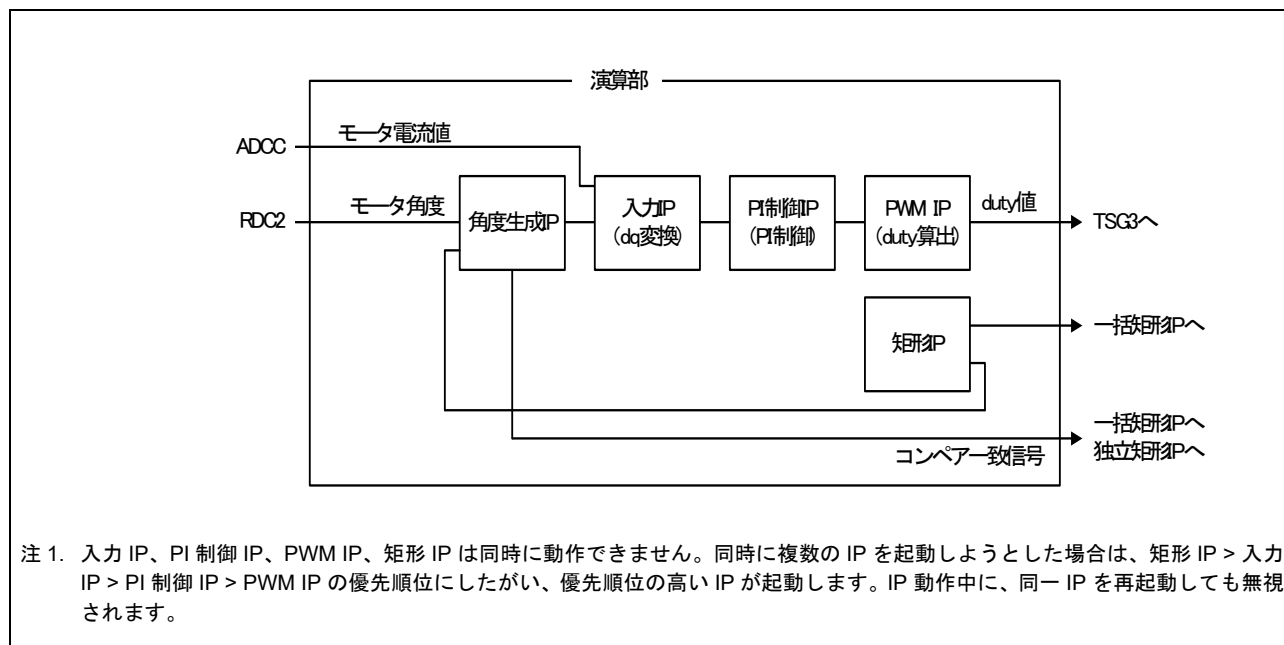 演算部
ADCC
モータ電流値
RDC2
モータ角度
角度生成IP
入力IP
(dq変換)
PI制御IP
(PI制御)
PWM IP
(duty算出)
duty値
TSG3へ
矩形IP
一括矩形IPへ
一括矩形IPへ
独立矩形IPへ
コンペア一致信号
注 1. 入力 IP、PI 制御 IP、PWM IP、矩形 IP は同時に動作できません。同時に複数の IP を起動しようとした場合は、矩形 IP > 入力
IP > PI 制御 IP > PWM IP の優先順位にしたがい、優先順位の高い IP が起動します。IP 動作中に、同一 IP を再起動しても無視
されます。